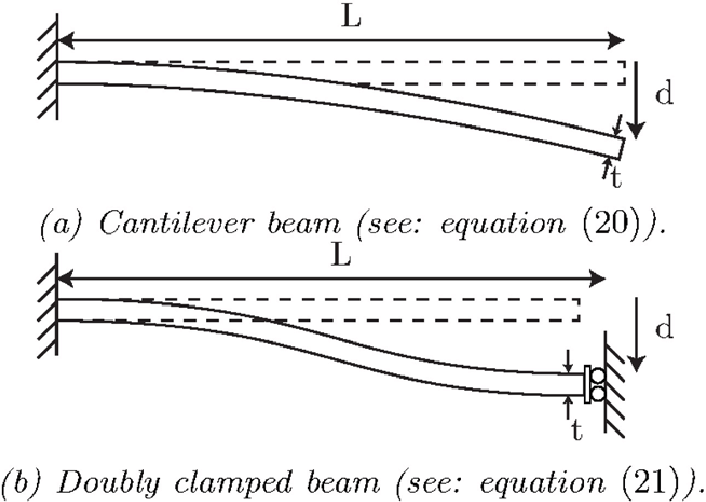 L
d
t
(a) Cantilever beam (see: equation (20)).
L
d
t
(b) Doubly clamped beam (see: equation (21)).